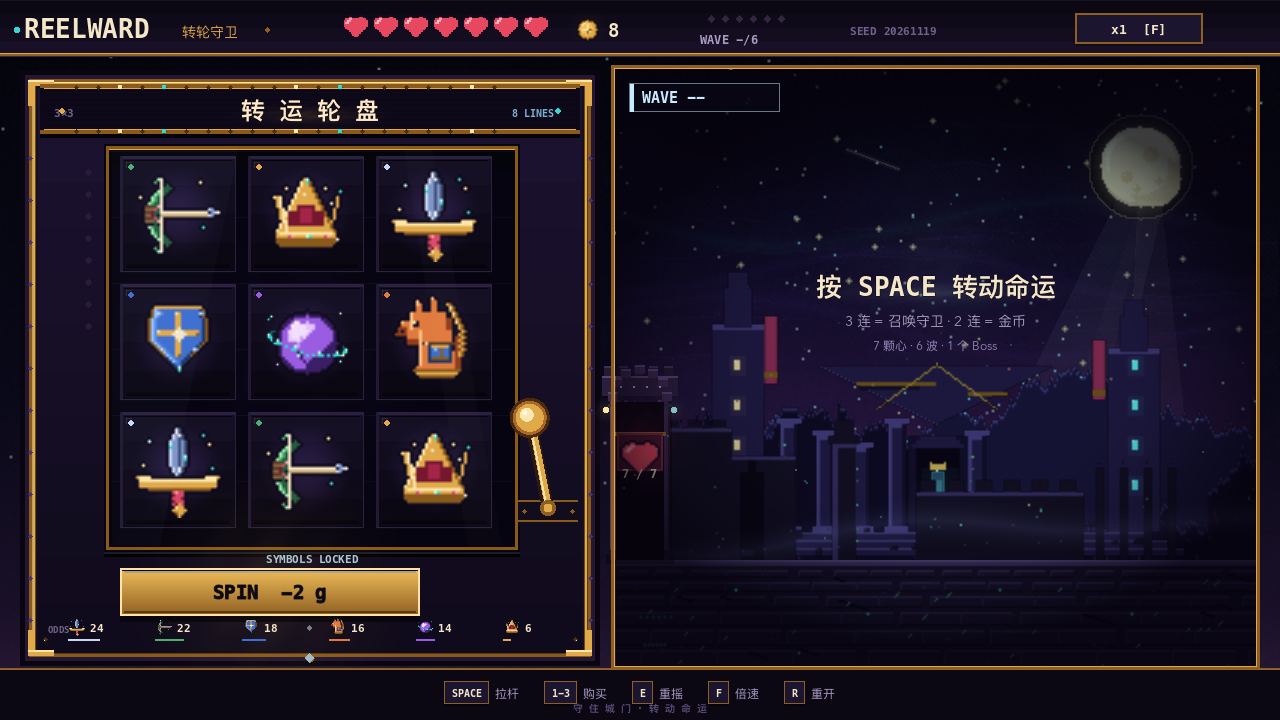 REELWARD 转轮守卫
8
WAVE −/6
SEED 20261119
x1 [F]
3×3
转运轮盘
8 LINES
WAVE −−
按 SPACE 转动命运
3 连 = 召唤守卫 · 2 连 = 金币
7 颗心 · 6 波 · 1 个 Boss
7 / 7
SYMBOLS LOCKED
SPIN −2 g
ODDS 24 22 18 16 14 6
SPACE 拉杆 1−3 购买 E 重摇 F 倍速 R 重开
守住城门 · 转动命运